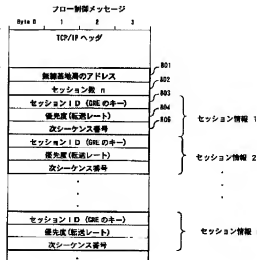 フロー制御メッセージ
Byte 0 1 2 3
TCP/IP ヘッダ
無線基地局のアドレス 801
セッション数 n 802
セッションID (GREのキー) 803
優先度(転送レート) 804
次シーケンス番号 805
セッション情報 1
セッションID (GREのキー)
優先度(転送レート)
次シーケンス番号
セッション情報 2
セッションID (GREのキー)
優先度(転送レート)
次シーケンス番号
セッション情報